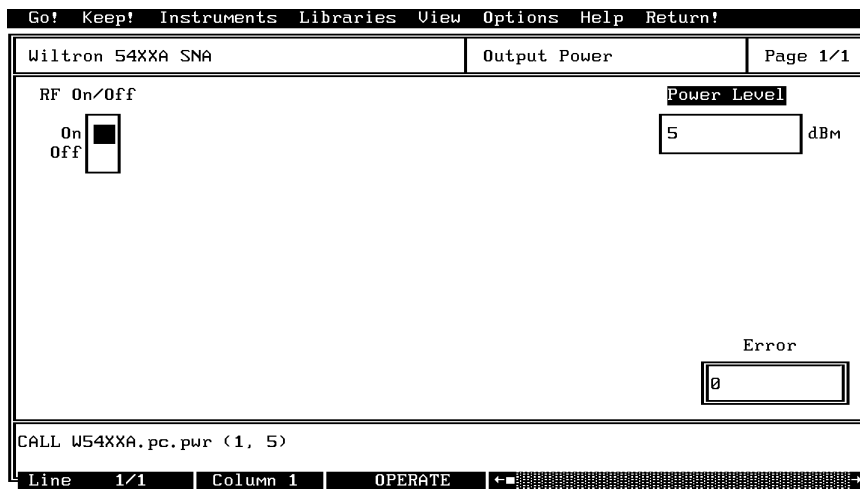 Go! Keep! Instruments Libraries View Options Help Return!
Wiltron 54XXA SNA Output Power Page 1/1
RF On/Off Power Level
On 5 dBm
Off
Error
0
CALL W54XXA.pc.pwr (1, 5)
Line 1/1 Column 1 OPERATE